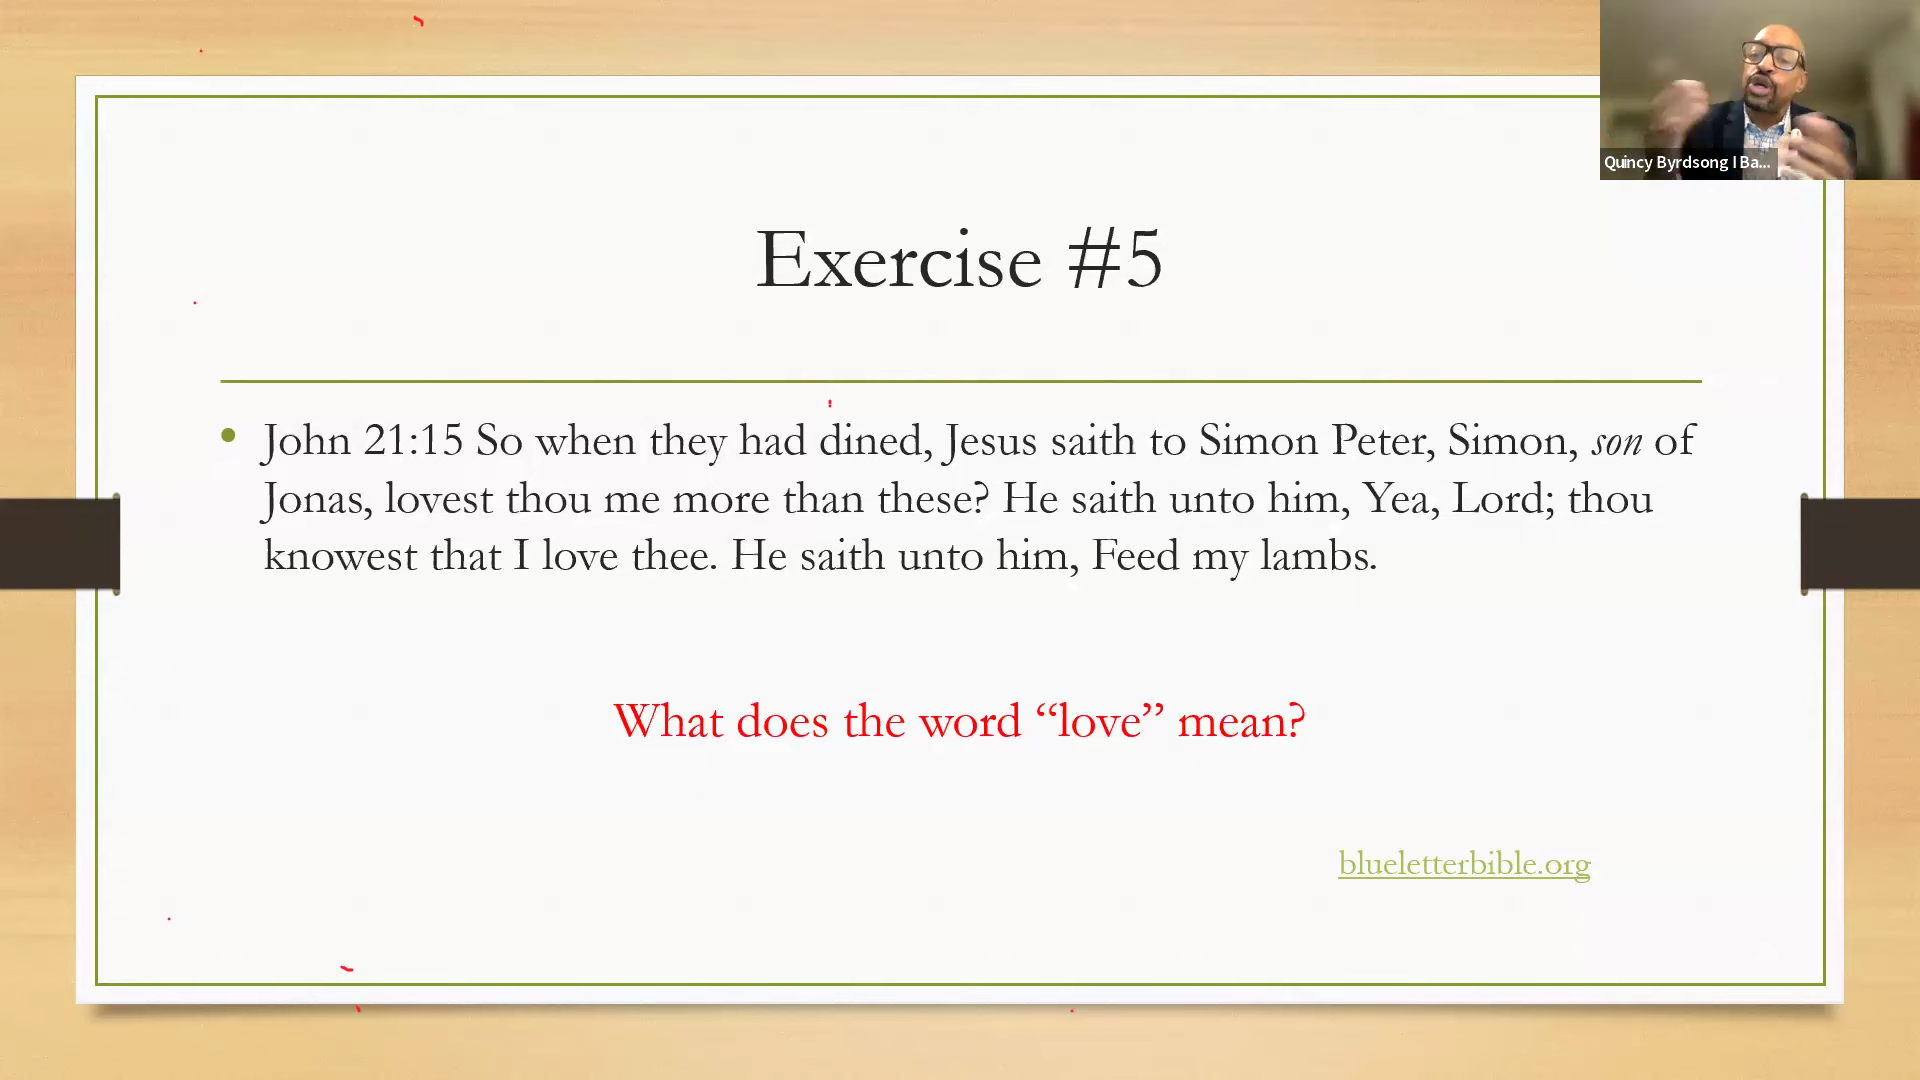 Quincy Byrdsong I Ba...
Exercise #5
• John 21:15 So when they had dined, Jesus saith to Simon Peter, Simon, son of
Jonas, lovest thou me more than these? He saith unto him, Yea, Lord; thou
knowest that I love thee. He saith unto him, Feed my lambs.
What does the word “love” mean?
blueletterbible.org